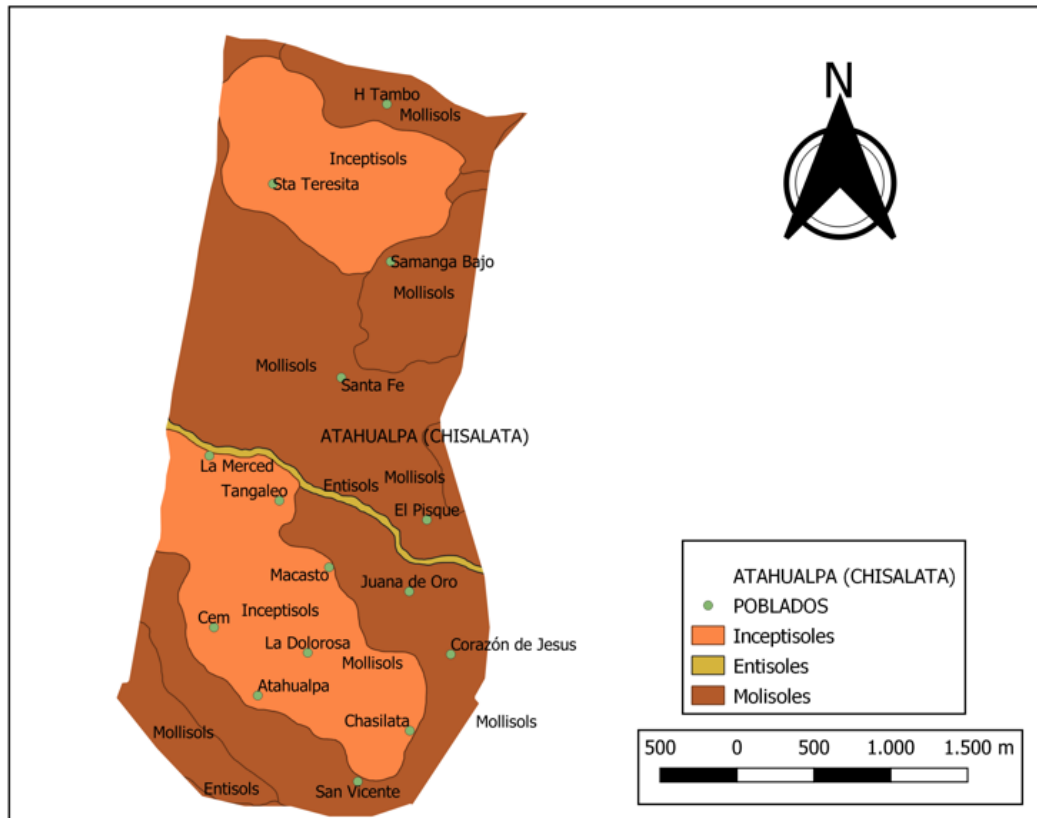 N
H Tambo
Mollisols
Inceptisols
Sta Teresita
Samanga Bajo
Mollisols
Mollisols
Santa Fe
ATAHUALPA (CHISALATA)
La Merced
Mollisols
Entisols
Tangaleo
El Pisque
Macasto
Juana de Oro
Inceptisols
Cem
La Dolorosa
Corazón de Jesus
Mollisols
Atahualpa
Chasilata
Mollisols
Mollisols
Entisols
San Vicente
ATAHUALPA (CHISALATA)
POBLADOS
Inceptisoles
Entisoles
Molisoles
500 0 500 1.000 1.500 m